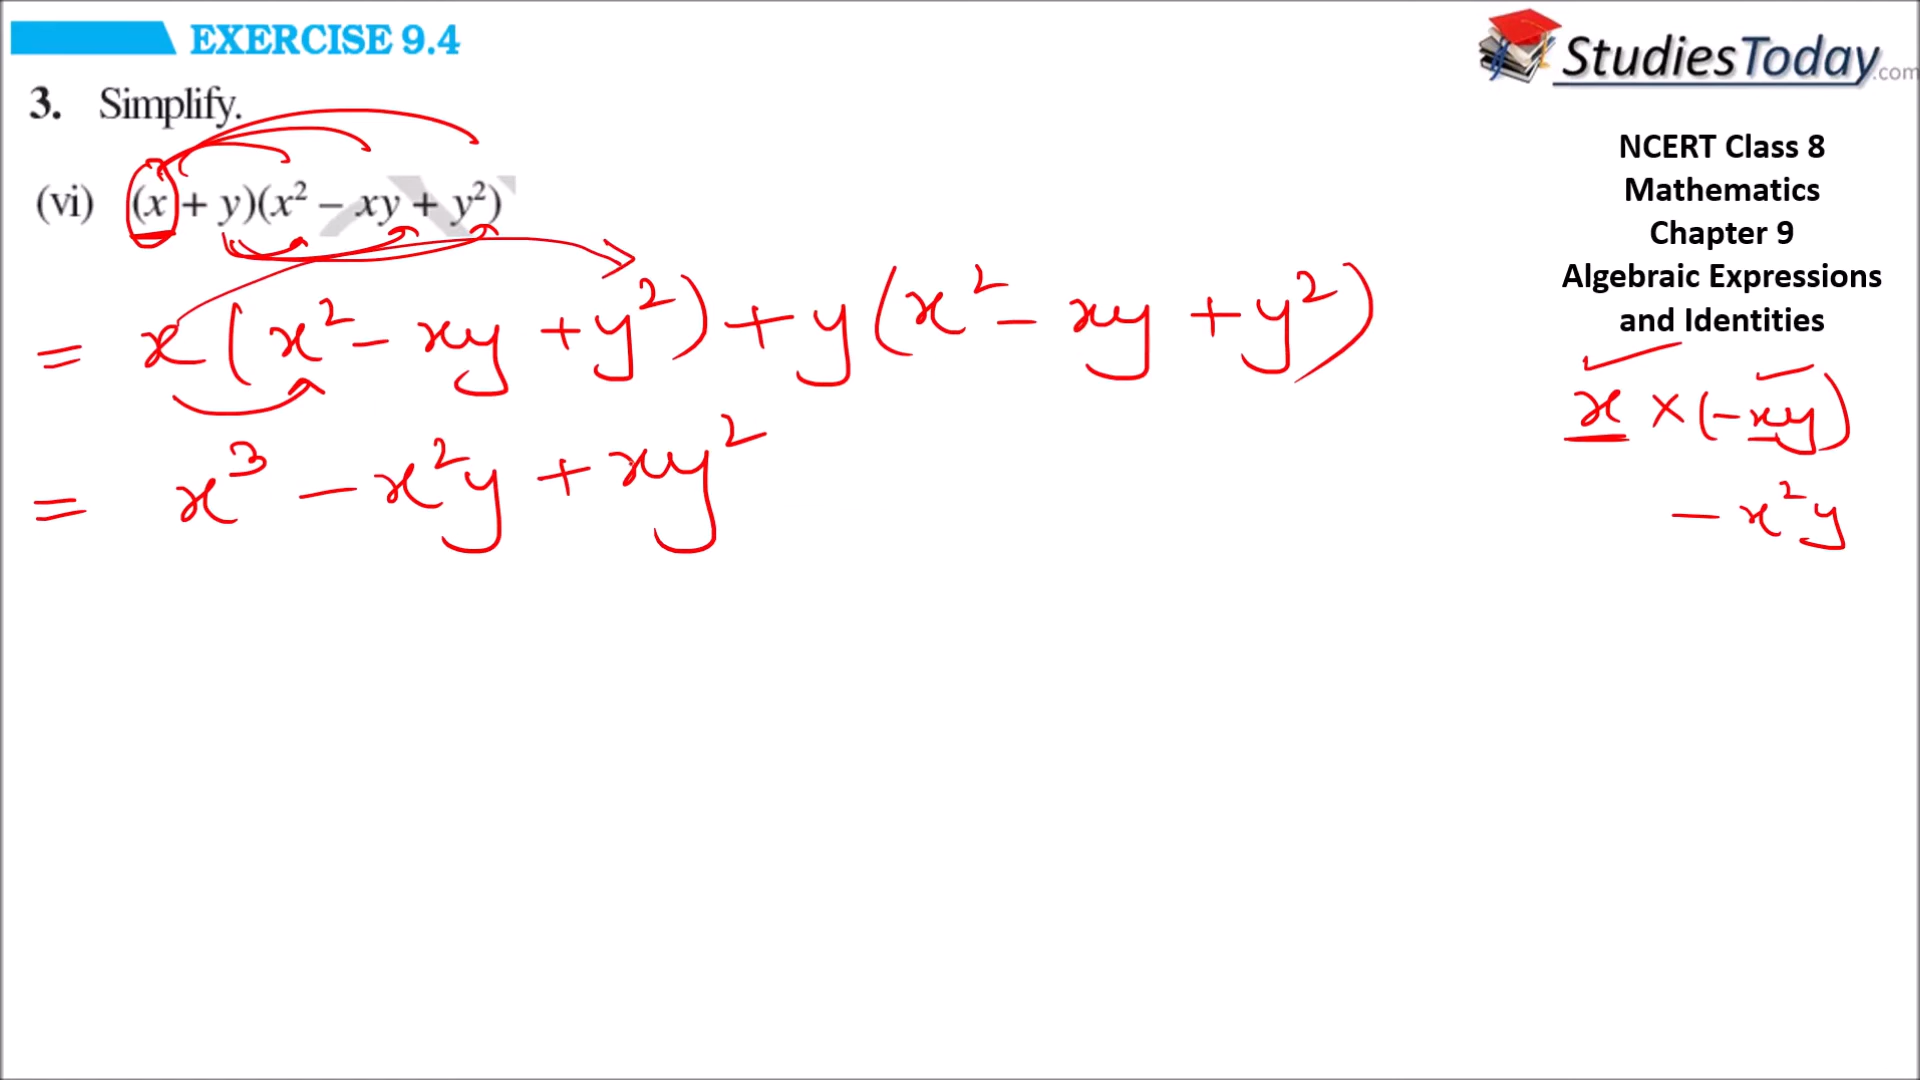 EXERCISE 9.4
StudiesToday.com
3. Simplify.
NCERT Class 8
Mathematics
(vi) (x + y)(x² – xy + y²)
Chapter 9
Algebraic Expressions
and Identities
= x(x² – xy + y²) + y(x² – xy + y²)
x × (–xy)
= x³ – x²y + xy²
– x²y